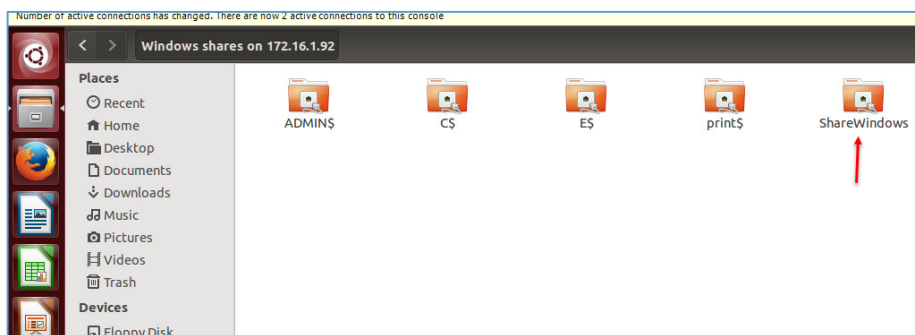 Number of active connections has changed. There are now 2 active connections to this console
Windows shares on 172.16.1.92
Places
Recent
Home
Desktop
Documents
Downloads
Music
Pictures
Videos
Trash
Devices
Floppy Disk
ADMIN$
C$
E$
print$
ShareWindows